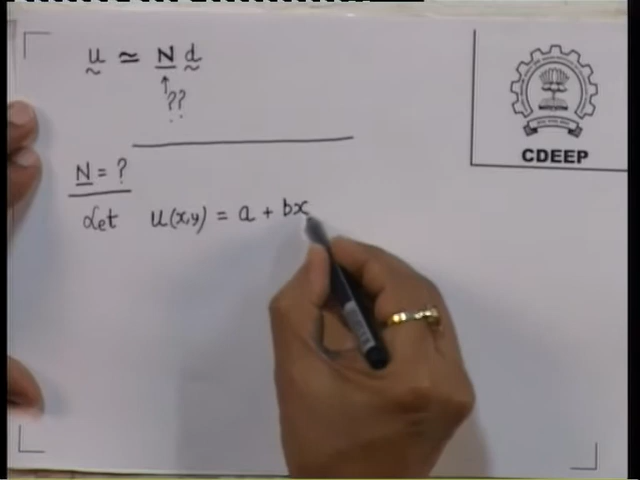 u ≃ N d
↑
??
N = ?
Let u(x,y) = a + bx
CDEEP